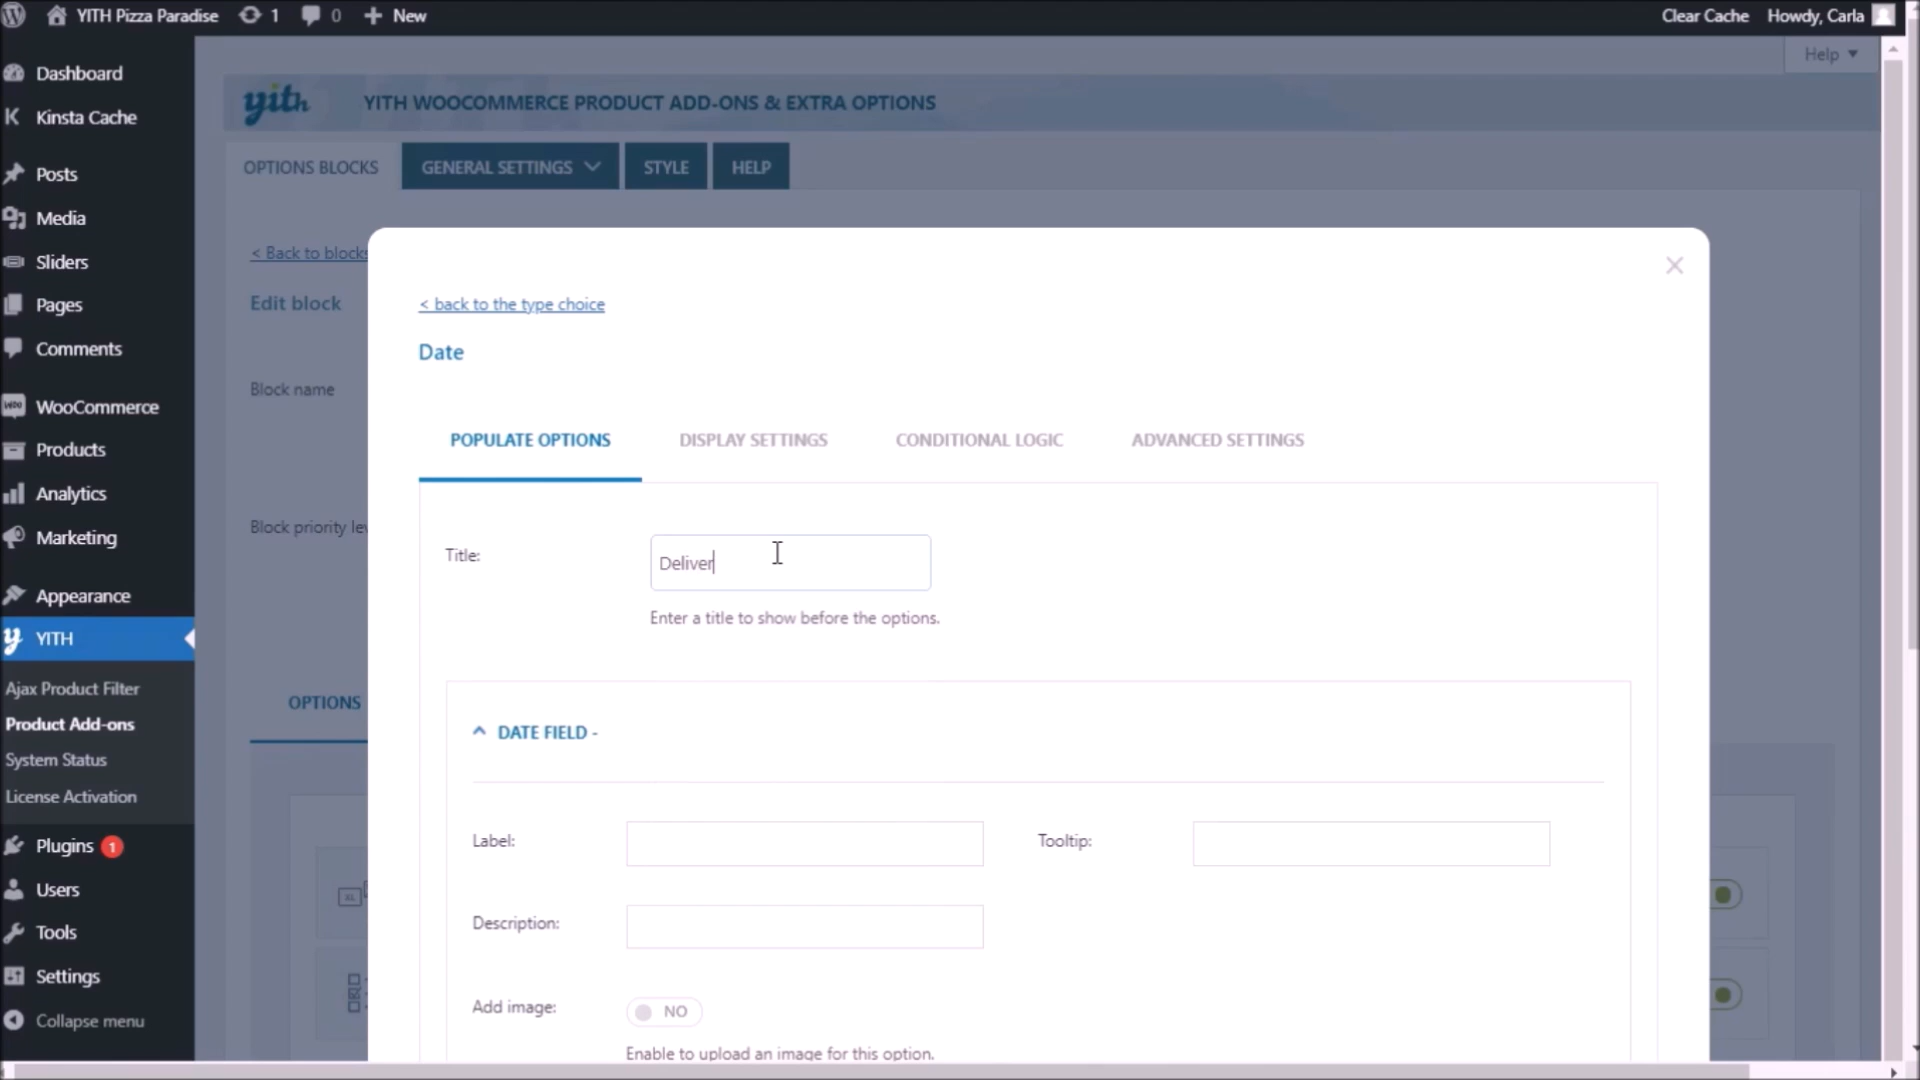 YITH Pizza Paradise 1 0 New Clear Cache Howdy, Carla
Help
yith YITH WOOCOMMERCE PRODUCT ADD-ONS & EXTRA OPTIONS
OPTIONS BLOCKS GENERAL SETTINGS STYLE HELP
Dashboard
Kinsta Cache
Posts
Media
Sliders
Pages
Comments
WooCommerce
Products
Analytics
Marketing
Appearance
YITH
Ajax Product Filter
Product Add-ons
System Status
License Activation
Plugins 1
Users
Tools
Settings
Collapse menu
< Back to blocks
Edit block
Block name
Block priority lev
OPTIONS
< back to the type choice
Date
POPULATE OPTIONS DISPLAY SETTINGS CONDITIONAL LOGIC ADVANCED SETTINGS
Title: Deliver
Enter a title to show before the options.
DATE FIELD -
Label: Tooltip:
Description:
Add image: NO
Enable to upload an image for this option.